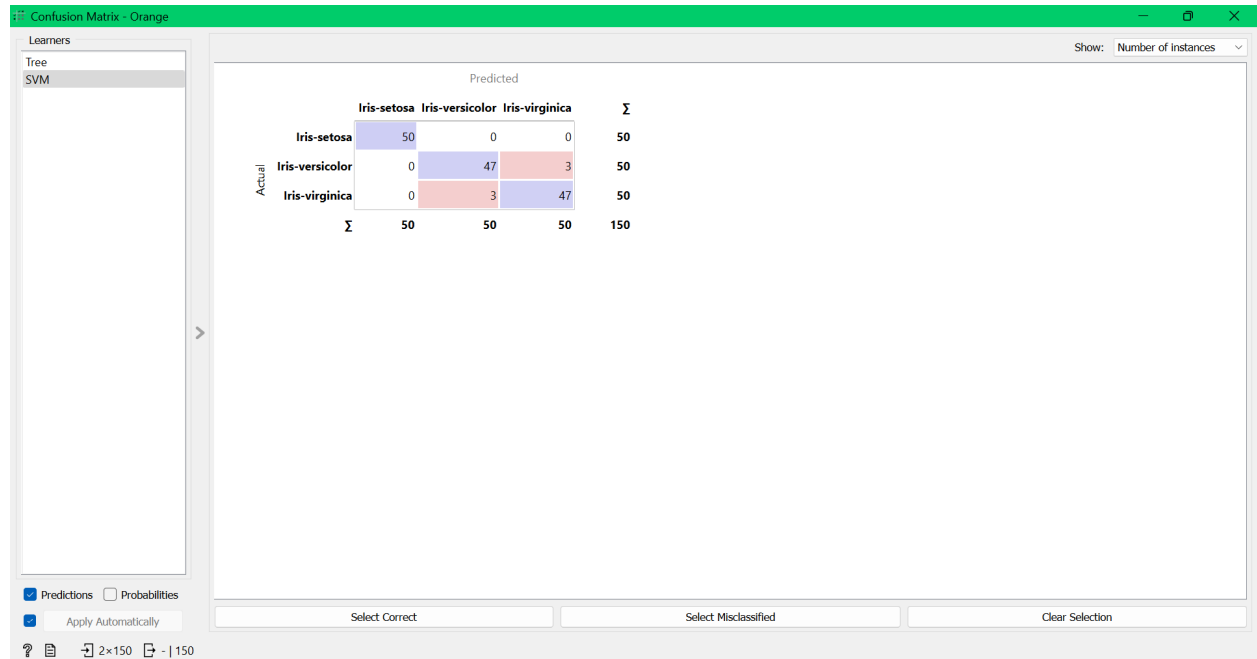 Confusion Matrix - Orange
Learners
Tree
SVM
Show: Number of instances
Predicted
Iris-setosa Iris-versicolor Iris-virginica Σ
Iris-setosa 50 0 0 50
Actual
Iris-versicolor 0 47 3 50
Iris-virginica 0 3 47 50
Σ 50 50 50 150
Predictions Probabilities
Apply Automatically
Select Correct Select Misclassified Clear Selection
? 2×150 - | 150